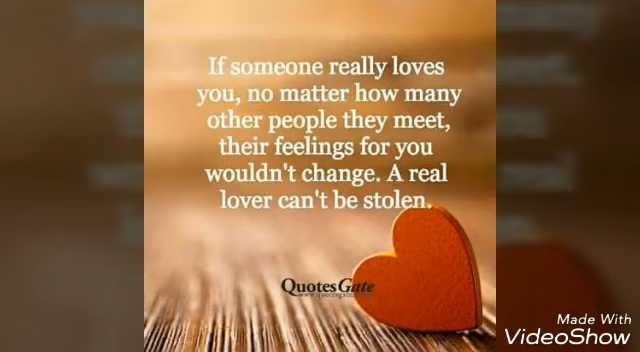 If someone really loves
you, no matter how many
other people they meet,
their feelings for you
wouldn't change. A real
lover can't be stolen.
QuotesGate
Made With
VideoShow